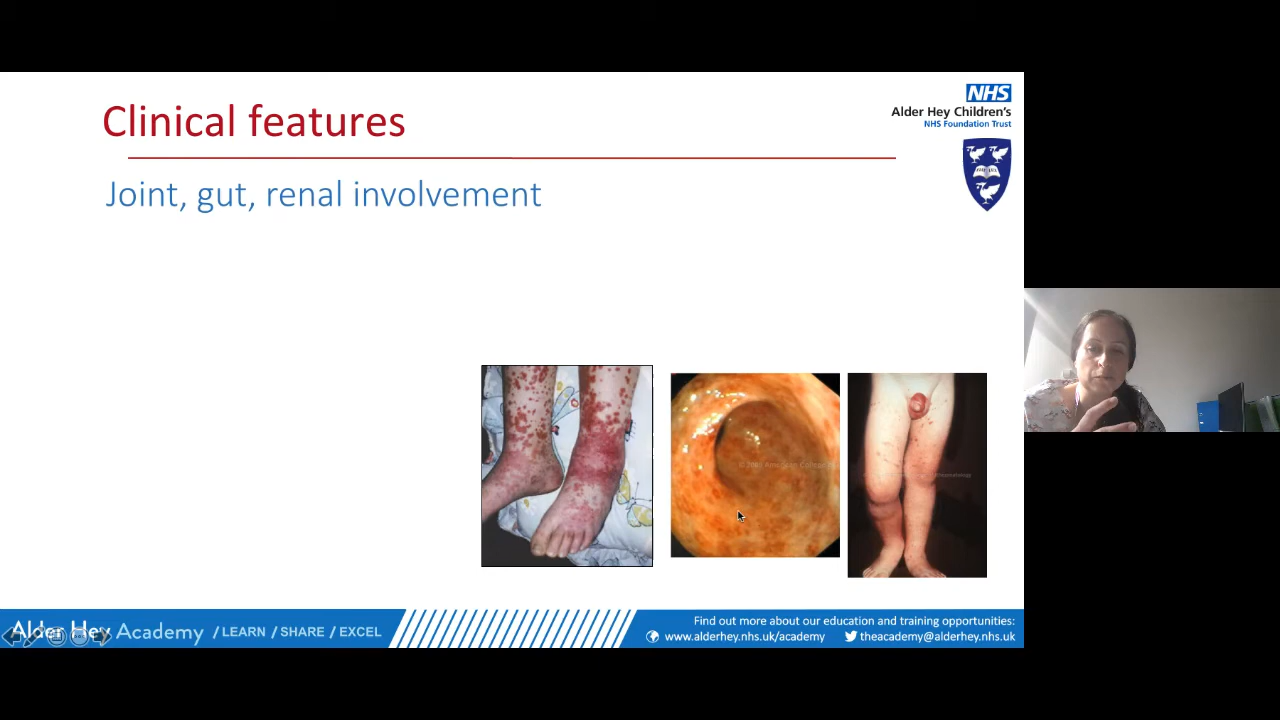 Clinical features
NHS
Alder Hey Children's
NHS Foundation Trust
Joint, gut, renal involvement
Alder Hey Academy
/ LEARN / SHARE / EXCEL
Find out more about our education and training opportunities:
www.alderhey.nhs.uk/academy
theacademy@alderhey.nhs.uk